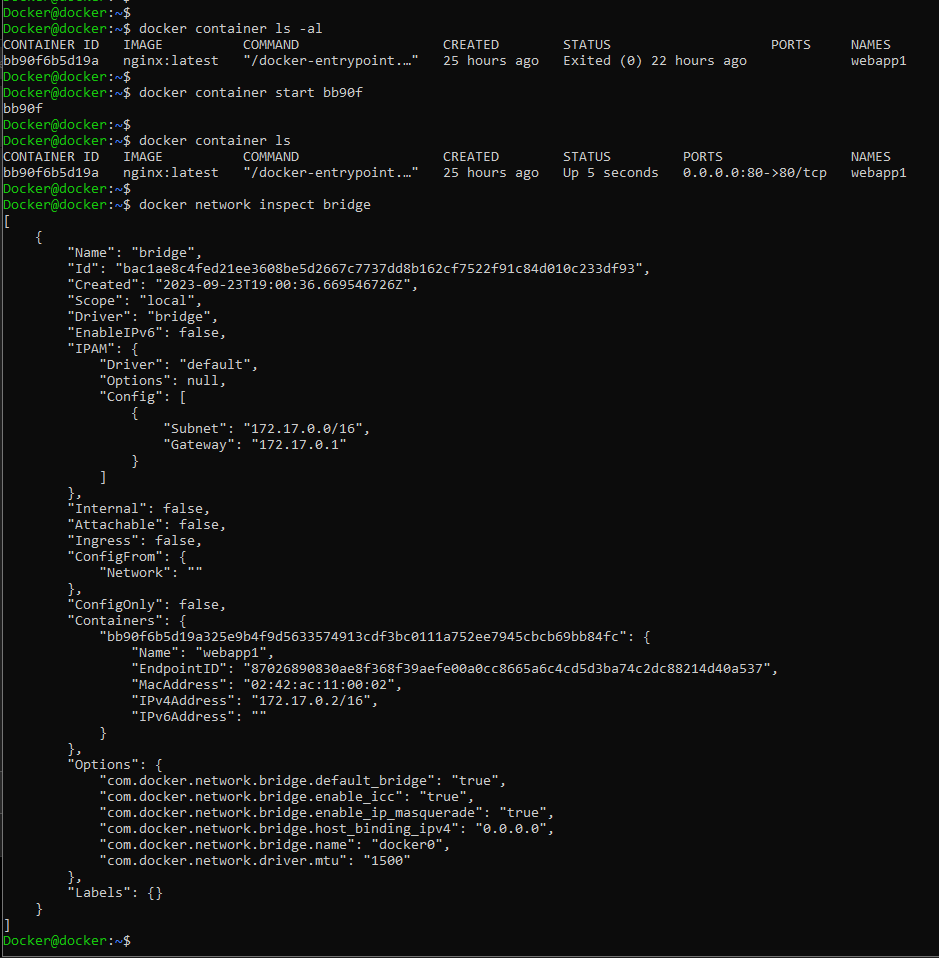 Docker@docker:~$
Docker@docker:~$ docker container ls -al
CONTAINER ID   IMAGE          COMMAND                  CREATED        STATUS                    PORTS    NAMES
bb90f6b5d19a   nginx:latest   "/docker-entrypoint.…"   25 hours ago   Exited (0) 22 hours ago            webapp1
Docker@docker:~$
Docker@docker:~$ docker container start bb90f
bb90f
Docker@docker:~$
Docker@docker:~$ docker container ls
CONTAINER ID   IMAGE          COMMAND                  CREATED        STATUS         PORTS                NAMES
bb90f6b5d19a   nginx:latest   "/docker-entrypoint.…"   25 hours ago   Up 5 seconds   0.0.0.0:80->80/tcp   webapp1
Docker@docker:~$
Docker@docker:~$ docker network inspect bridge
[
    {
        "Name": "bridge",
        "Id": "bac1ae8c4fed21ee3608be5d2667c7737dd8b162cf7522f91c84d010c233df93",
        "Created": "2023-09-23T19:00:36.669546726Z",
        "Scope": "local",
        "Driver": "bridge",
        "EnableIPv6": false,
        "IPAM": {
            "Driver": "default",
            "Options": null,
            "Config": [
                {
                    "Subnet": "172.17.0.0/16",
                    "Gateway": "172.17.0.1"
                }
            ]
        },
        "Internal": false,
        "Attachable": false,
        "Ingress": false,
        "ConfigFrom": {
            "Network": ""
        },
        "ConfigOnly": false,
        "Containers": {
            "bb90f6b5d19a325e9b4f9d5633574913cdf3bc0111a752ee7945cbcb69bb84fc": {
                "Name": "webapp1",
                "EndpointID": "87026890830ae8f368f39aefe00a0cc8665a6c4cd5d3ba74c2dc88214d40a537",
                "MacAddress": "02:42:ac:11:00:02",
                "IPv4Address": "172.17.0.2/16",
                "IPv6Address": ""
            }
        },
        "Options": {
            "com.docker.network.bridge.default_bridge": "true",
            "com.docker.network.bridge.enable_icc": "true",
            "com.docker.network.bridge.enable_ip_masquerade": "true",
            "com.docker.network.bridge.host_binding_ipv4": "0.0.0.0",
            "com.docker.network.bridge.name": "docker0",
            "com.docker.network.driver.mtu": "1500"
        },
        "Labels": {}
    }
]
Docker@docker:~$